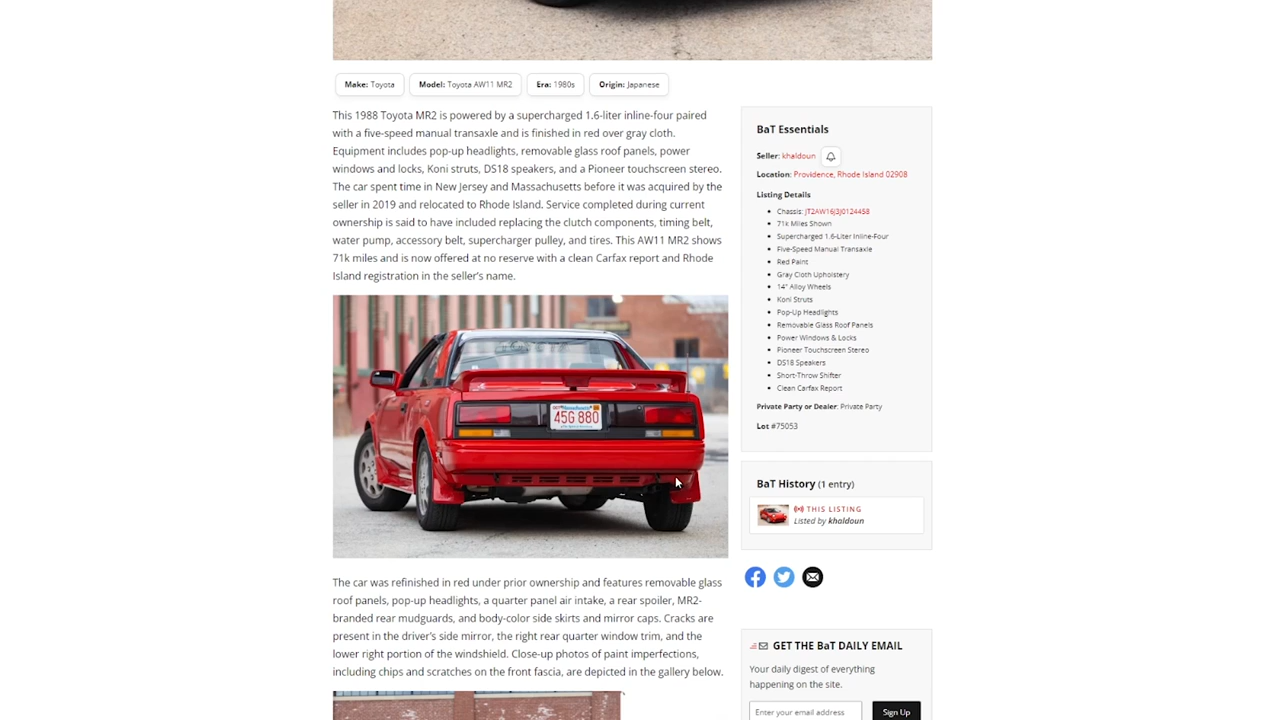 Make: Toyota
Model: Toyota AW11 MR2
Era: 1980s
Origin: Japanese
This 1988 Toyota MR2 is powered by a supercharged 1.6-liter inline-four paired
with a five-speed manual transaxle and is finished in red over gray cloth.
Equipment includes pop-up headlights, removable glass roof panels, power
windows and locks, Koni struts, DS18 speakers, and a Pioneer touchscreen stereo.
The car spent time in New Jersey and Massachusetts before it was acquired by the
seller in 2019 and relocated to Rhode Island. Service completed during current
ownership is said to have included replacing the clutch components, timing belt,
water pump, accessory belt, supercharger pulley, and tires. This AW11 MR2 shows
71k miles and is now offered at no reserve with a clean Carfax report and Rhode
Island registration in the seller's name.
45G 880
The car was refinished in red under prior ownership and features removable glass
roof panels, pop-up headlights, a quarter panel air intake, a rear spoiler, MR2-
branded rear mudguards, and body-color side skirts and mirror caps. Cracks are
present in the driver's side mirror, the right rear quarter window trim, and the
lower right portion of the windshield. Close-up photos of paint imperfections,
including chips and scratches on the front fascia, are depicted in the gallery below.
BaT Essentials
Seller: khaldoun
Location: Providence, Rhode Island 02908
Listing Details
Chassis: JT2AW16J3J0124458
71k Miles Shown
Supercharged 1.6-Liter Inline-Four
Five-Speed Manual Transaxle
Red Paint
Gray Cloth Upholstery
14" Alloy Wheels
Koni Struts
Pop-Up Headlights
Removable Glass Roof Panels
Power Windows & Locks
Pioneer Touchscreen Stereo
DS18 Speakers
Short-Throw Shifter
Clean Carfax Report
Private Party or Dealer: Private Party
Lot #75053
BaT History (1 entry)
THIS LISTING
Listed by khaldoun
GET THE BaT DAILY EMAIL
Your daily digest of everything
happening on the site.
Enter your email address
Sign Up